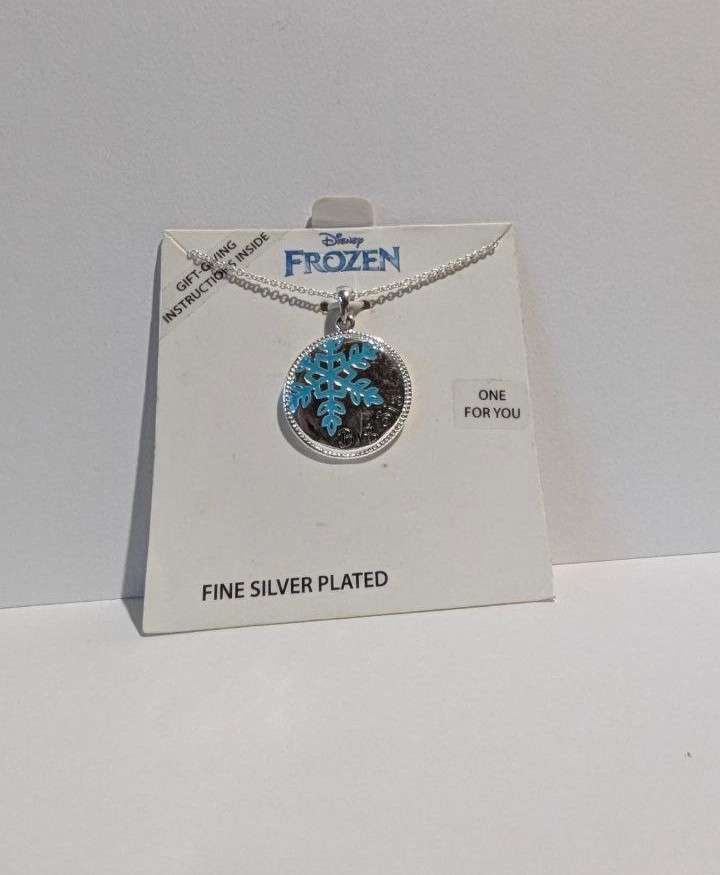 GIFT-GIVING
INSTRUCTIONS INSIDE
Disney
FROZEN
ONE
FOR YOU
FINE SILVER PLATED